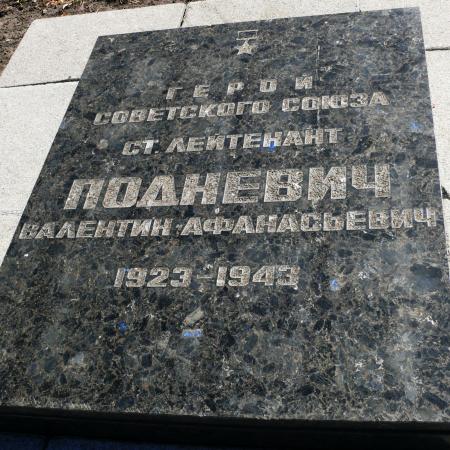 ГЕРОЙ
СОВЕТСКОГО СОЮЗА
СТ ЛЕЙТЕНАНТ
ПОДНЕВИЧ
ВАЛЕНТИН АФАНАСЬЕВИЧ
1923-1943